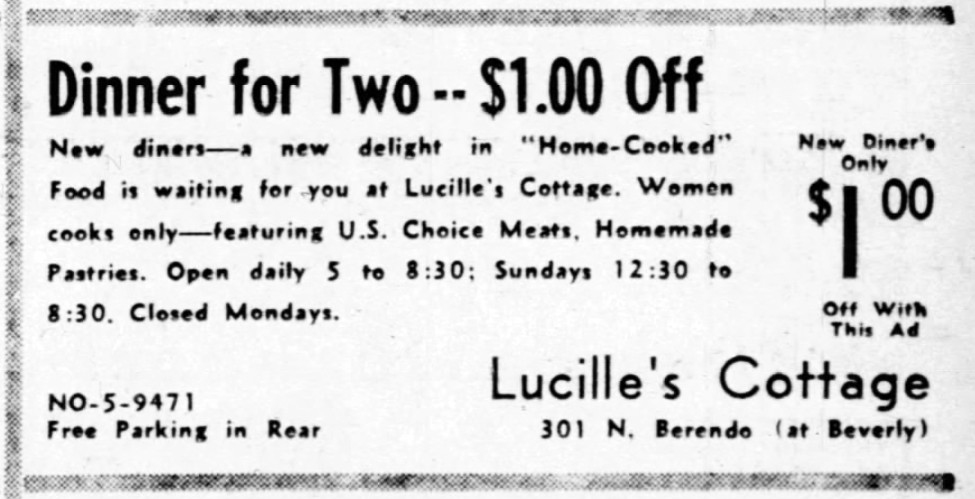 Dinner for Two -- $1.00 Off
New diners—a new delight in "Home-Cooked"
Food is waiting for you at Lucille's Cottage. Women
cooks only—featuring U.S. Choice Meats, Homemade
Pastries. Open daily 5 to 8:30; Sundays 12:30 to
8:30. Closed Mondays.
New Diner's
Only
$1 00
Off With
This Ad
Lucille's Cottage
NO-5-9471
Free Parking in Rear
301 N. Berendo (at Beverly)